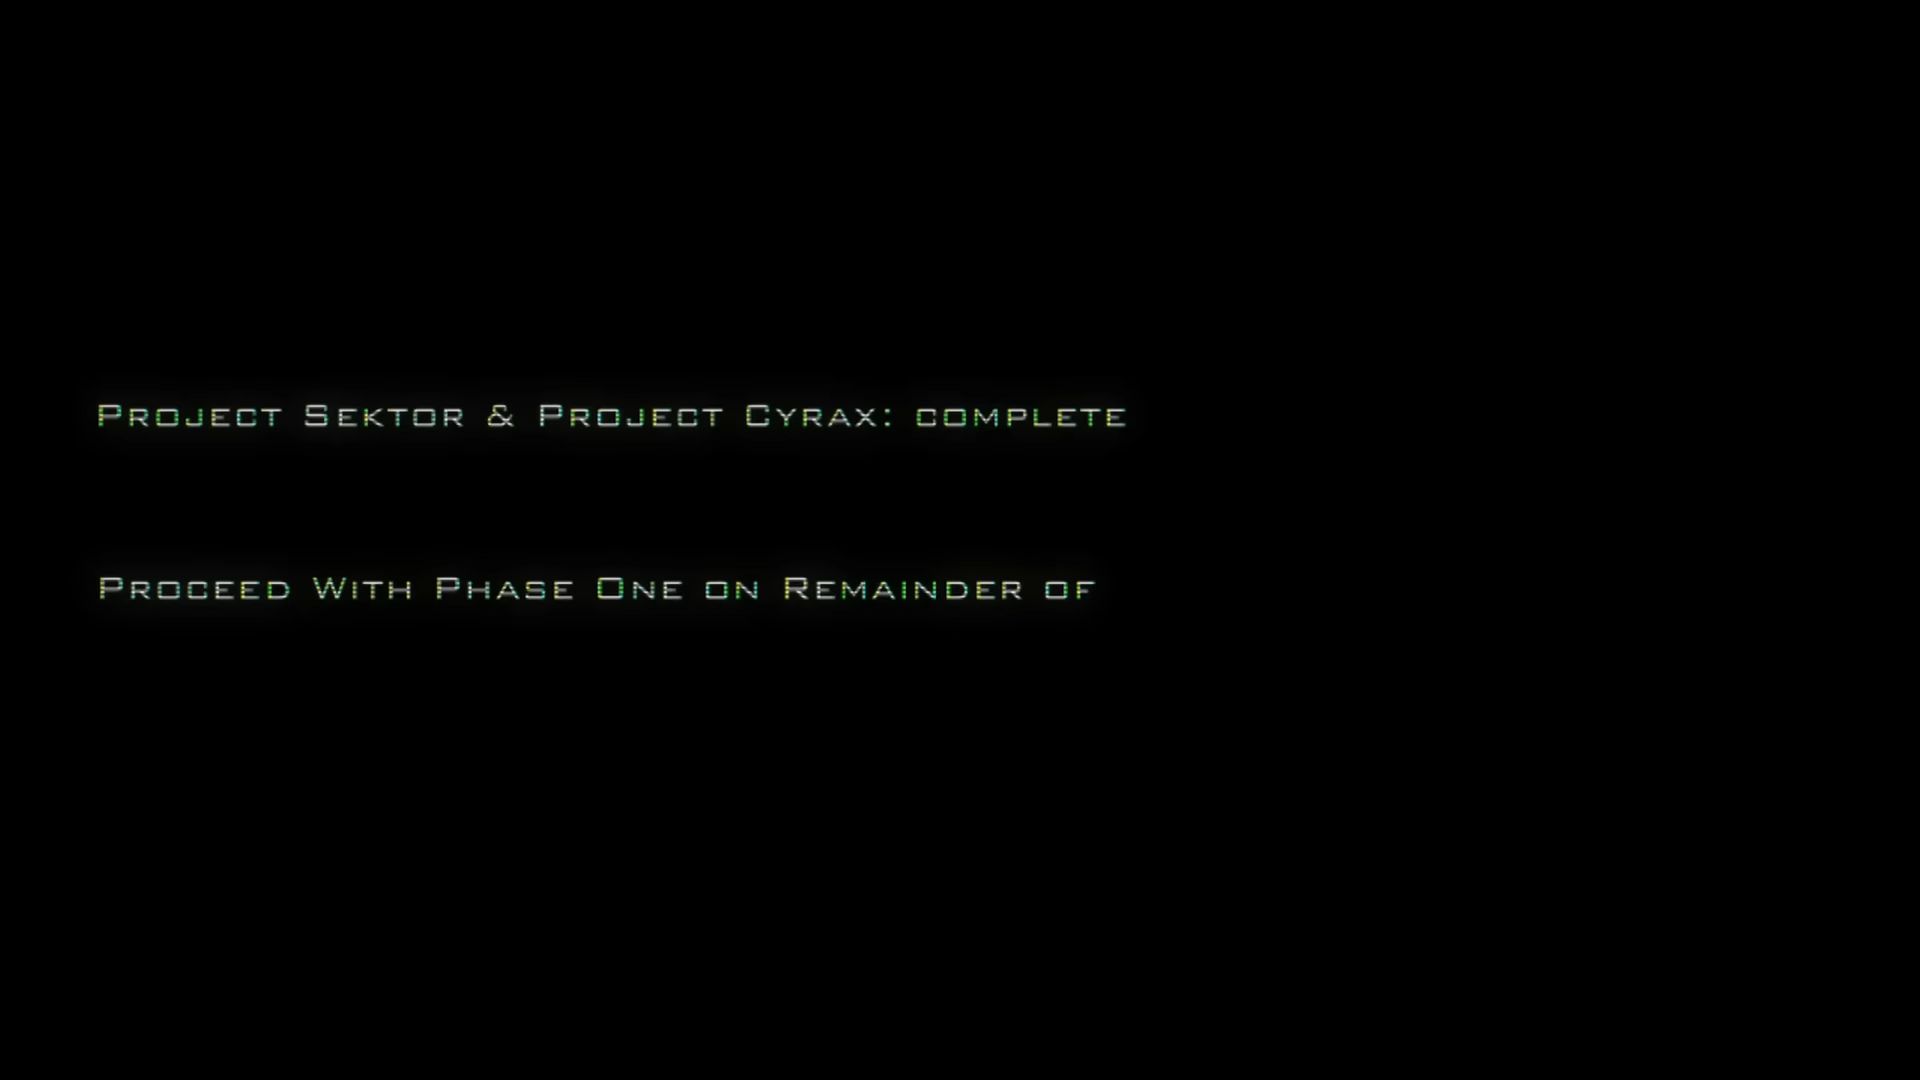 Project Sektor & Project Cyrax: complete
Proceed With Phase One on Remainder of